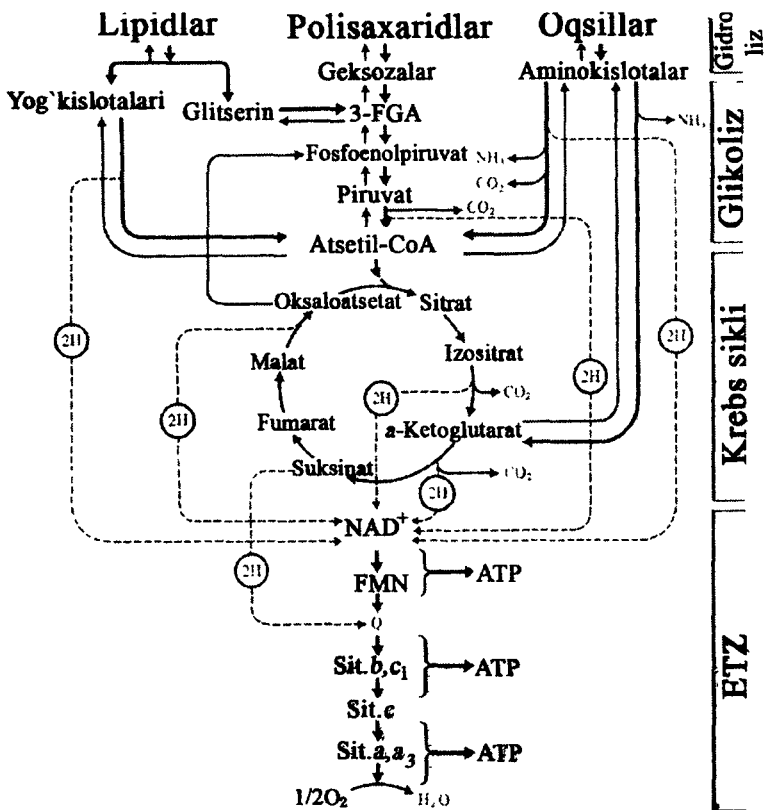 Lipidlar Polisaxaridlar Oqsillar
Gidro
liz
Geksozalar Aminokislotalar
Yog`kislotalari Glitserin 3-FGA NH₃
Fosfoenolpiruvat NH₃
CO₂
Piruvat CO₂
Glikoliz
Atsetil-CoA
Oksaloatsetat Sitrat
2H 2H
Malat Izositrat
2H 2H 2H CO₂
Fumarat a-Ketoglutarat
Krebs sikli
Suksinat CO₂
2H
NAD⁺
2H FMN ATP
Q
Sit.b,c₁ ATP
ETZ
Sit.c
Sit.a,a₃ ATP
1/2O₂ H₂O